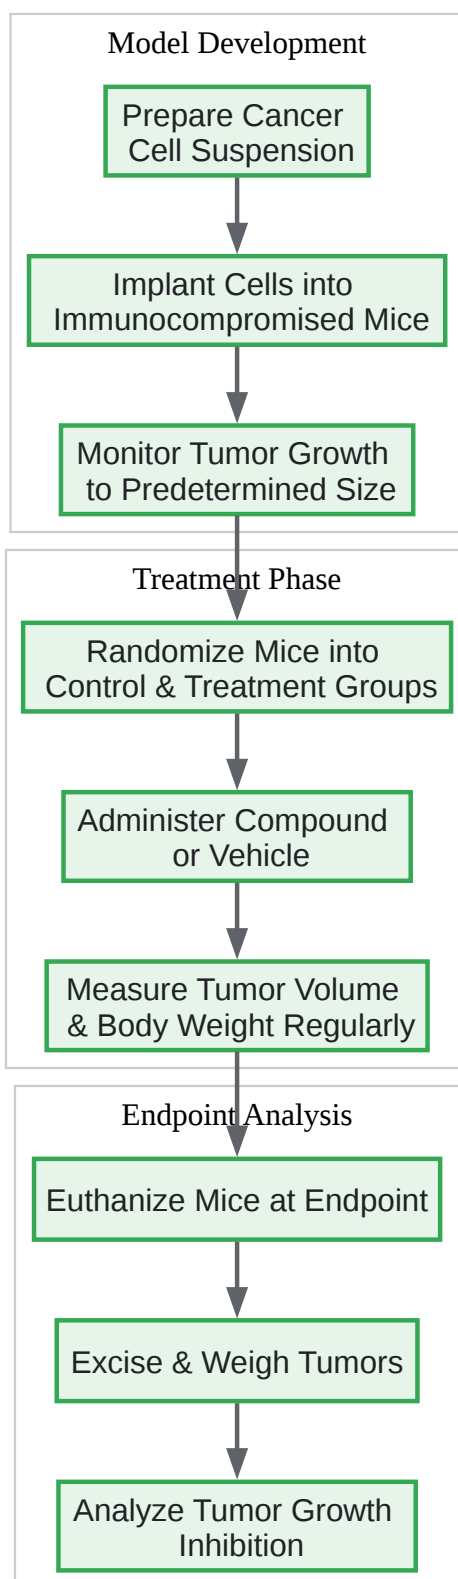 Model Development
Prepare Cancer
Cell Suspension
Implant Cells into
Immunocompromised Mice
Monitor Tumor Growth
to Predetermined Size
Treatment Phase
Randomize Mice into
Control & Treatment Groups
Administer Compound
or Vehicle
Measure Tumor Volume
& Body Weight Regularly
Endpoint Analysis
Euthanize Mice at Endpoint
Excise & Weigh Tumors
Analyze Tumor Growth
Inhibition